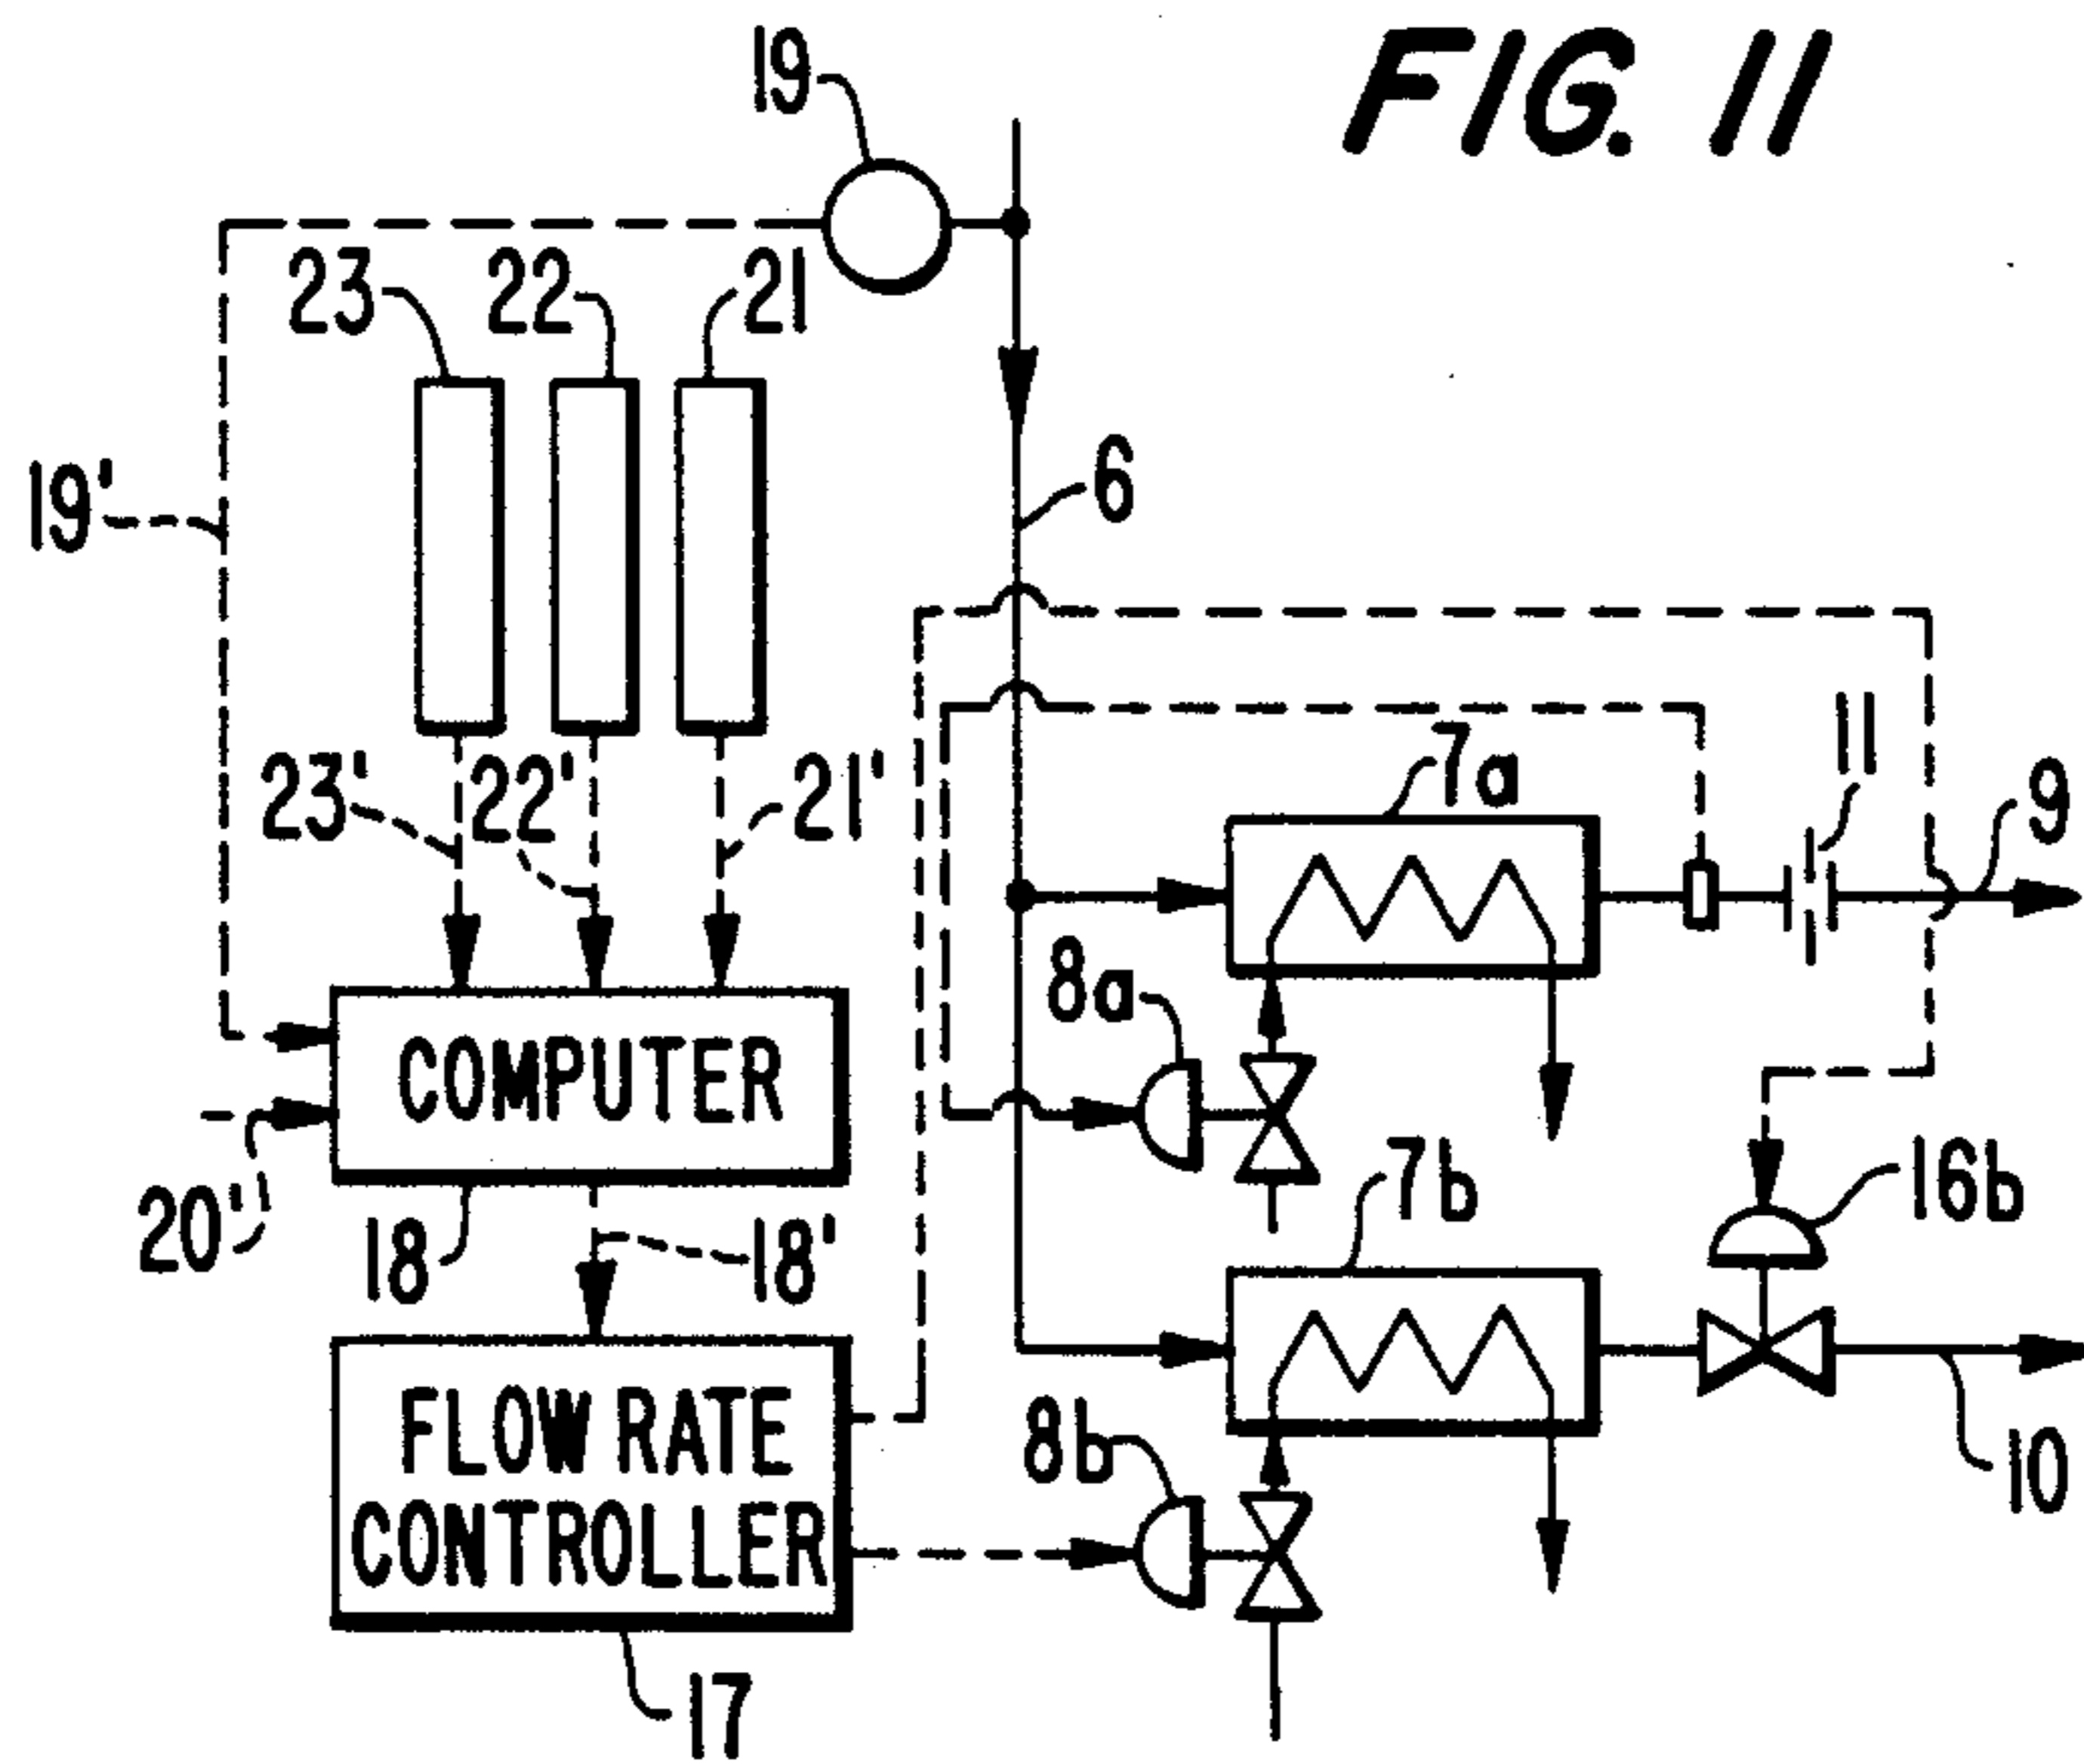 FIG. 11
19
23
22
21
19'
6
23'
22'
21'
7a
11
9
8a
COMPUTER
20'
18
18'
7b
16b
FLOW RATE
CONTROLLER
8b
10
17